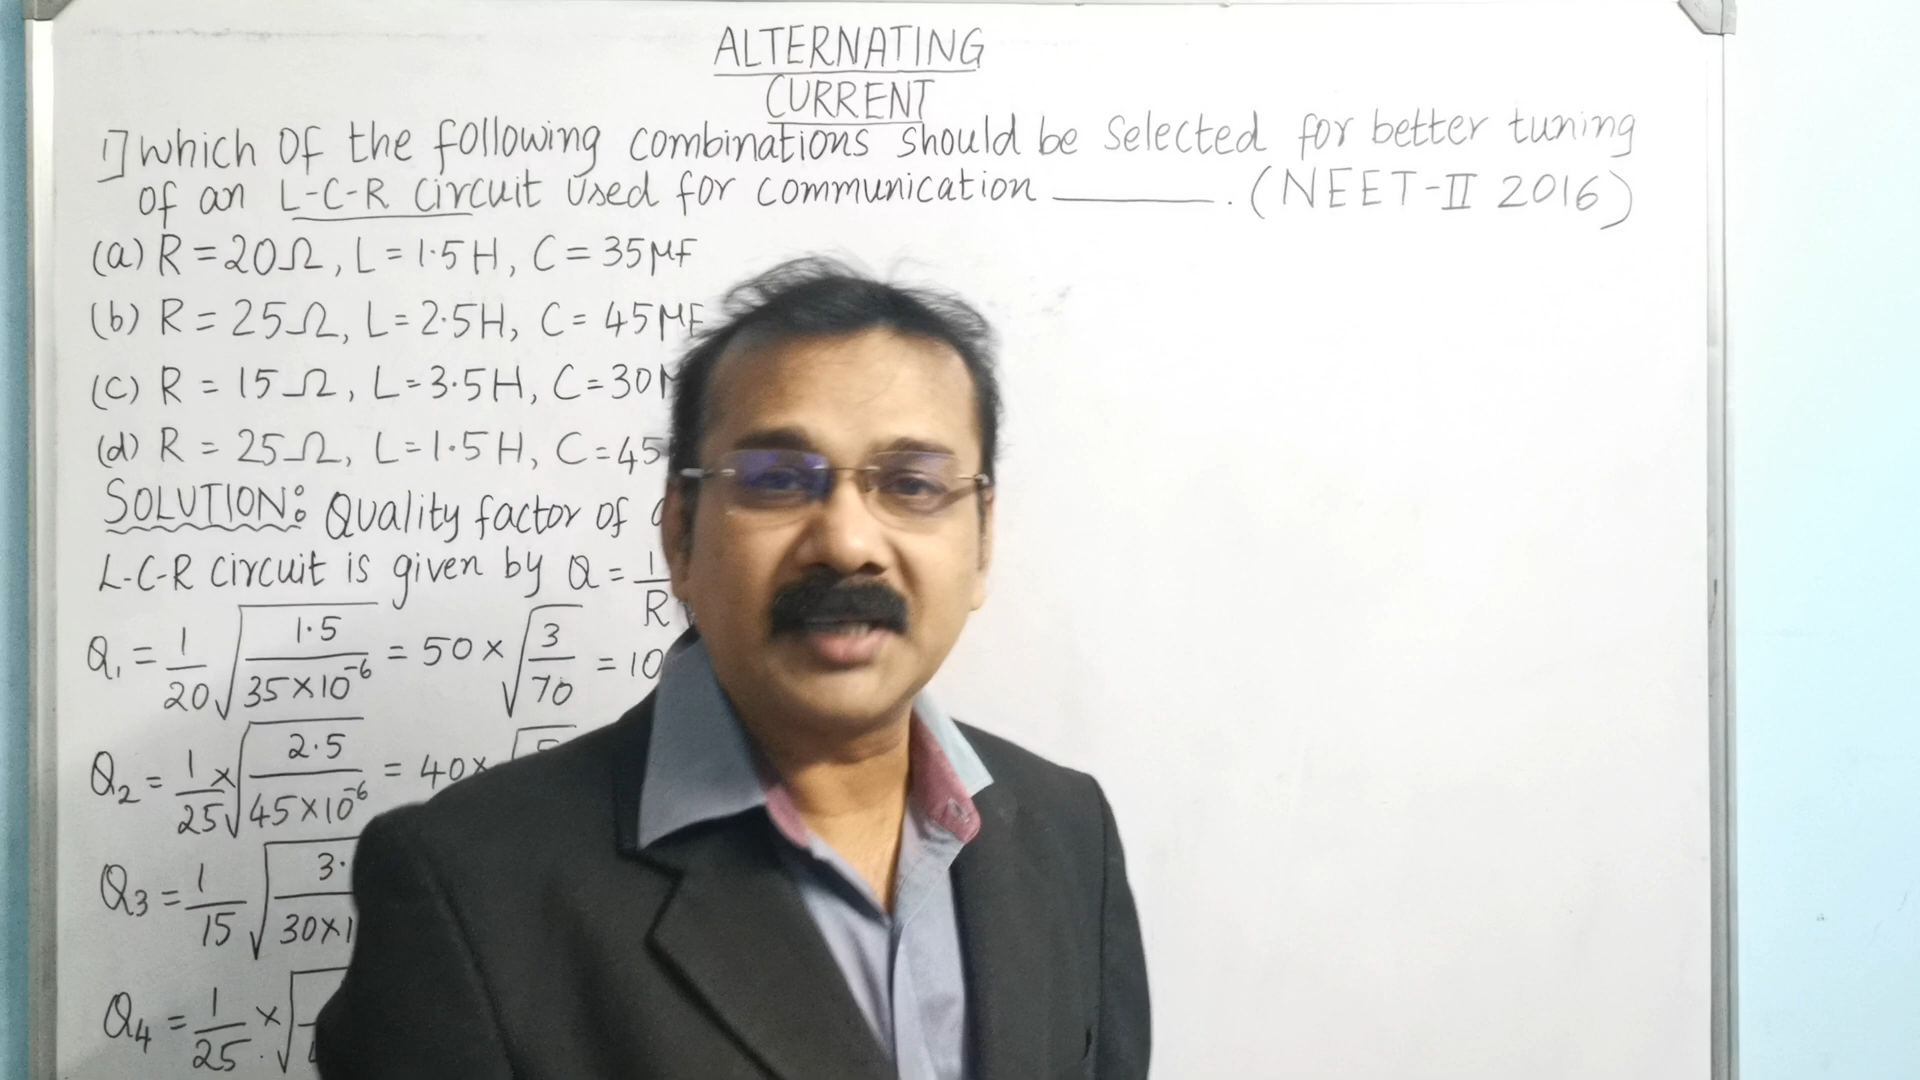 ALTERNATING
CURRENT
1] Which of the following combinations should be selected for better tuning
of an L-C-R circuit used for communication ______. (NEET-II 2016)
(a) R = 20Ω, L = 1.5H, C = 35μF
(b) R = 25Ω, L = 2.5H, C = 45μF
(c) R = 15Ω, L = 3.5H, C = 30
(d) R = 25Ω, L = 1.5H, C = 45
SOLUTION: Quality factor of
L-C-R circuit is given by Q = 1/R
Q₁ = 1/20 √(1.5/35×10⁻⁶) = 50 × √(3/70) = 10
Q₂ = 1/25 × √(2.5/45×10⁻⁶) = 40 × √
Q₃ = 1/15 √(3./30×1
Q₄ = 1/25 × √